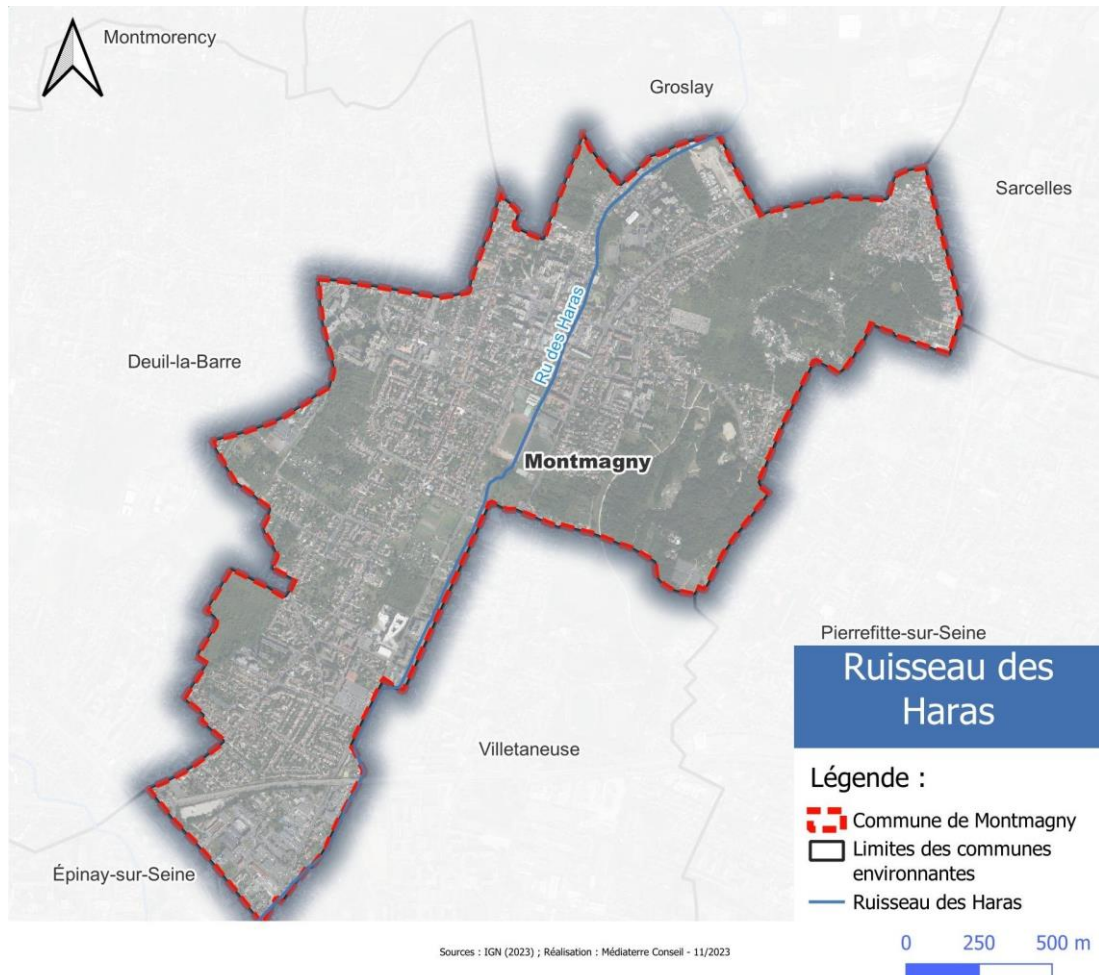 Montmorency
Groslay
Sarcelles
Deuil-la-Barre
Ru des Haras
Montmagny
Pierrefitte-sur-Seine
Villetaneuse
Épinay-sur-Seine
Ruisseau des
Haras
Légende :
Commune de Montmagny
Limites des communes
environnantes
Ruisseau des Haras
0 250 500 m
Sources : IGN (2023) ; Réalisation : Médiaterre Conseil - 11/2023